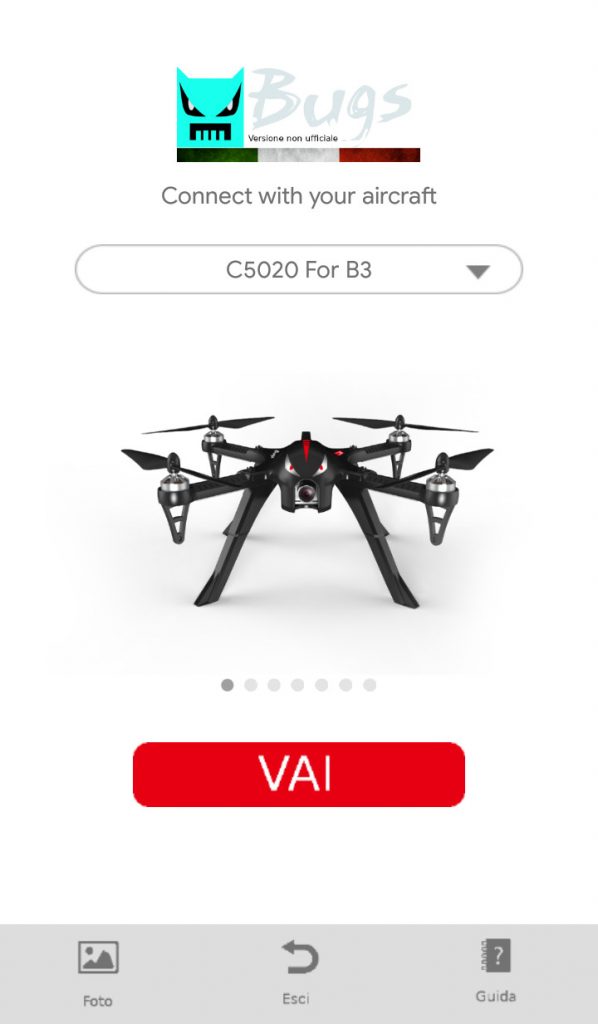 Bugs
Versione non ufficiale
Connect with your aircraft
C5020 For B3
VAI
Foto
Esci
Guida